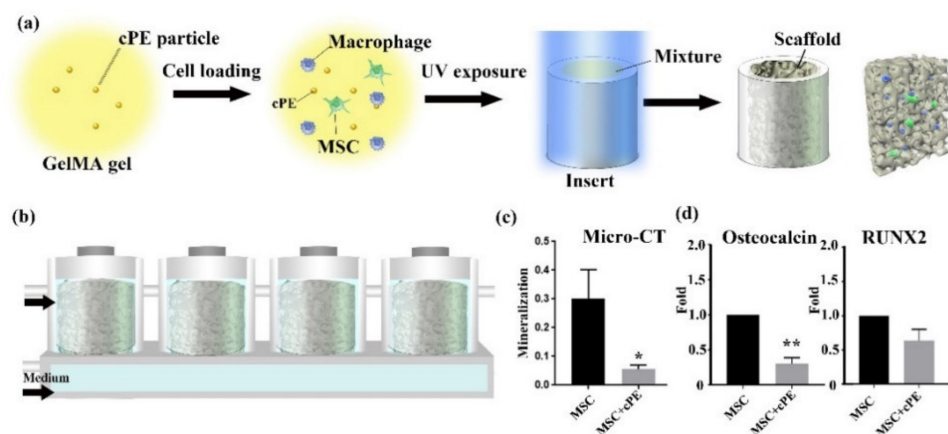 (a)
cPE particle
Cell loading
GelMA gel
Macrophage
cPE
MSC
UV exposure
Mixture
Insert
Scaffold
(b)
Medium
(c)
Micro-CT
Mineralization
0.5
0.4
0.3
0.2
0.1
0.0
*
MSC
MSC+cPE
(d)
Osteocalcin
Fold
2.0
1.5
1.0
0.5
0
**
MSC
MSC+cPE
RUNX2
Fold
2.0
1.5
1.0
0.5
0
MSC
MSC+cPE